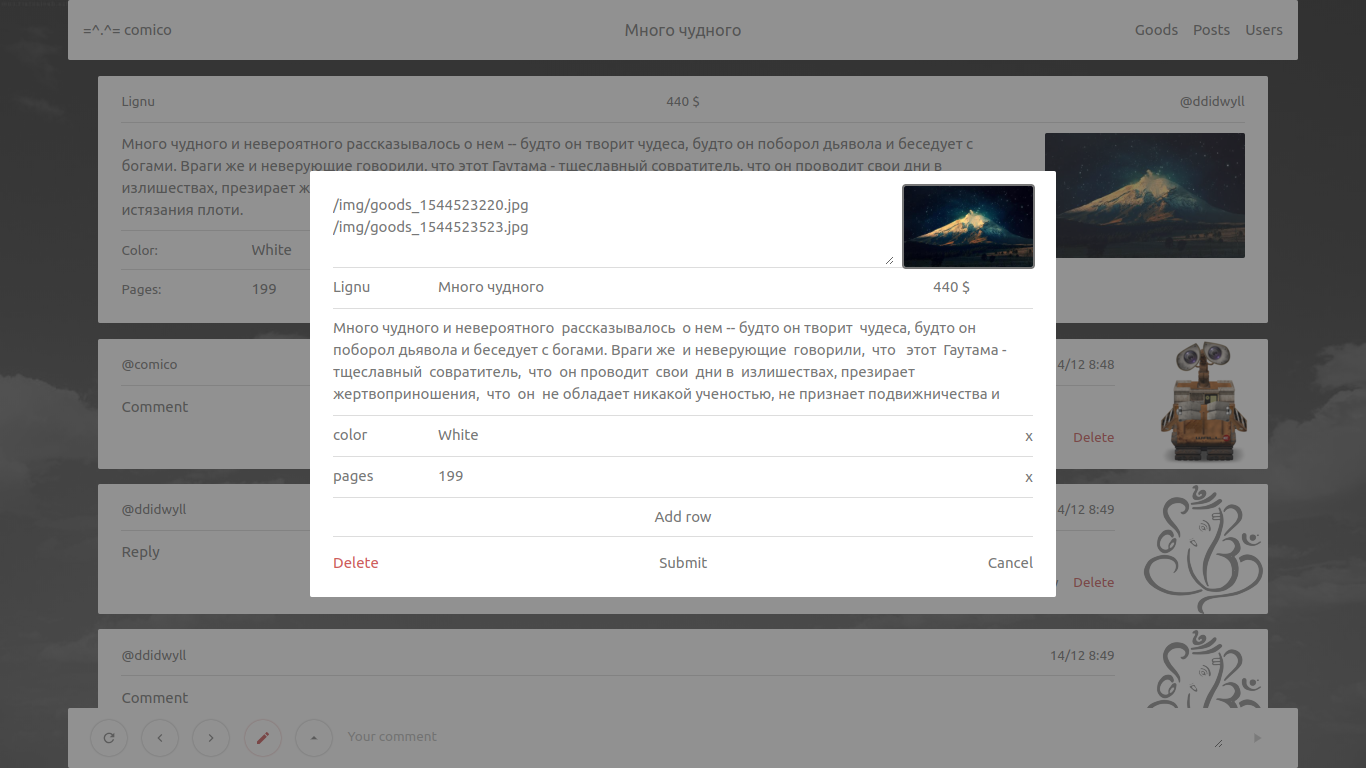 =^.^= comico
Много чудного
Goods Posts Users
Lignu
440 $
@ddidwyll
Много чудного и невероятного рассказывалось о нем -- будто он творит чудеса, будто он поборол дьявола и беседует с
богами. Враги же и неверующие говорили, что этот Гаутама - тщеславный совратитель, что он проводит свои дни в
излишествах, презирает ж
истязания плоти.
Color: White
Pages: 199
/img/goods_1544523220.jpg
/img/goods_1544523523.jpg
Lignu Много чудного 440 $
Много чудного и невероятного рассказывалось о нем -- будто он творит чудеса, будто он
поборол дьявола и беседует с богами. Враги же и неверующие говорили, что этот Гаутама -
тщеславный совратитель, что он проводит свои дни в излишествах, презирает
жертвоприношения, что он не обладает никакой ученостью, не признает подвижничества и
color White x
pages 199 x
Add row
Delete Submit Cancel
@comico 4/12 8:48
Comment
Delete
@ddidwyll 4/12 8:49
Reply
Delete
@ddidwyll 14/12 8:49
Comment
Your comment